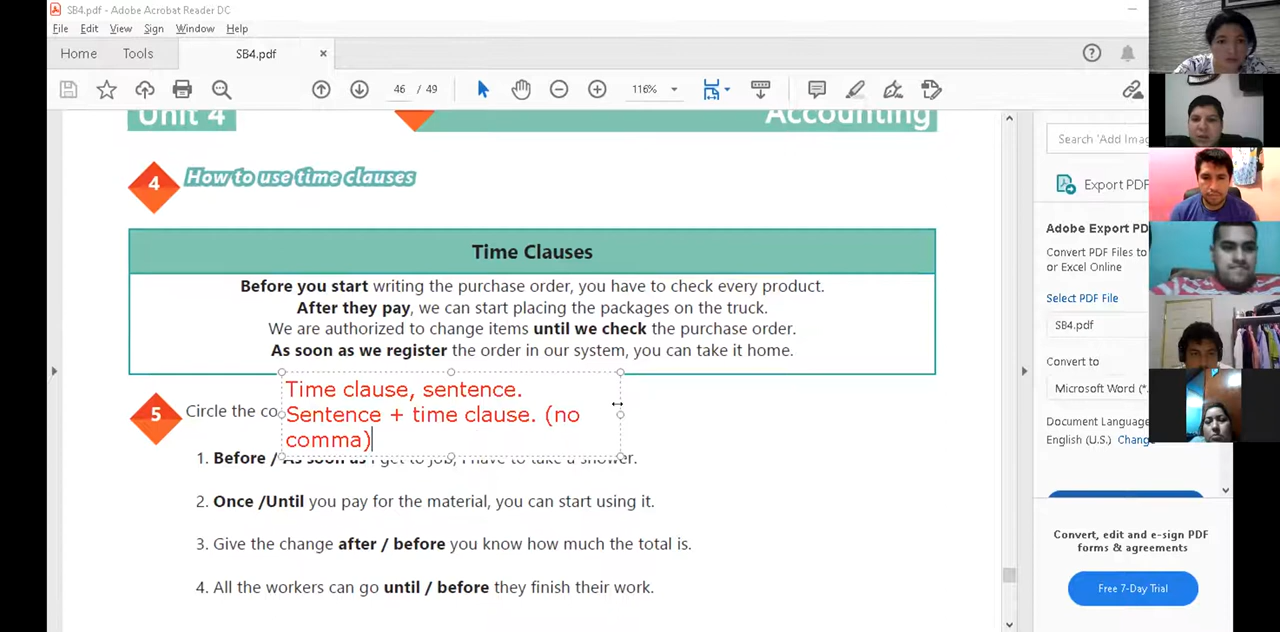 SB4.pdf - Adobe Acrobat Reader DC
File Edit View Sign Window Help
Home Tools SB4.pdf ×
46 / 49 116%
Unit 4 Accounting
4 How to use time clauses
Time Clauses
Before you start writing the purchase order, you have to check every product.
After they pay, we can start placing the packages on the truck.
We are authorized to change items until we check the purchase order.
As soon as we register the order in our system, you can take it home.
Time clause, sentence.
Sentence + time clause. (no
comma)
5 Circle the co
1. Before / As soon as I get to job, I have to take a shower.
2. Once /Until you pay for the material, you can start using it.
3. Give the change after / before you know how much the total is.
4. All the workers can go until / before they finish their work.
Search 'Add Imag
Export PDF
Adobe Export PD
Convert PDF Files to
or Excel Online
Select PDF File
SB4.pdf
Convert to
Microsoft Word (*.
Document Language
English (U.S.) Change
Convert, edit and e-sign PDF
forms & agreements
Free 7-Day Trial